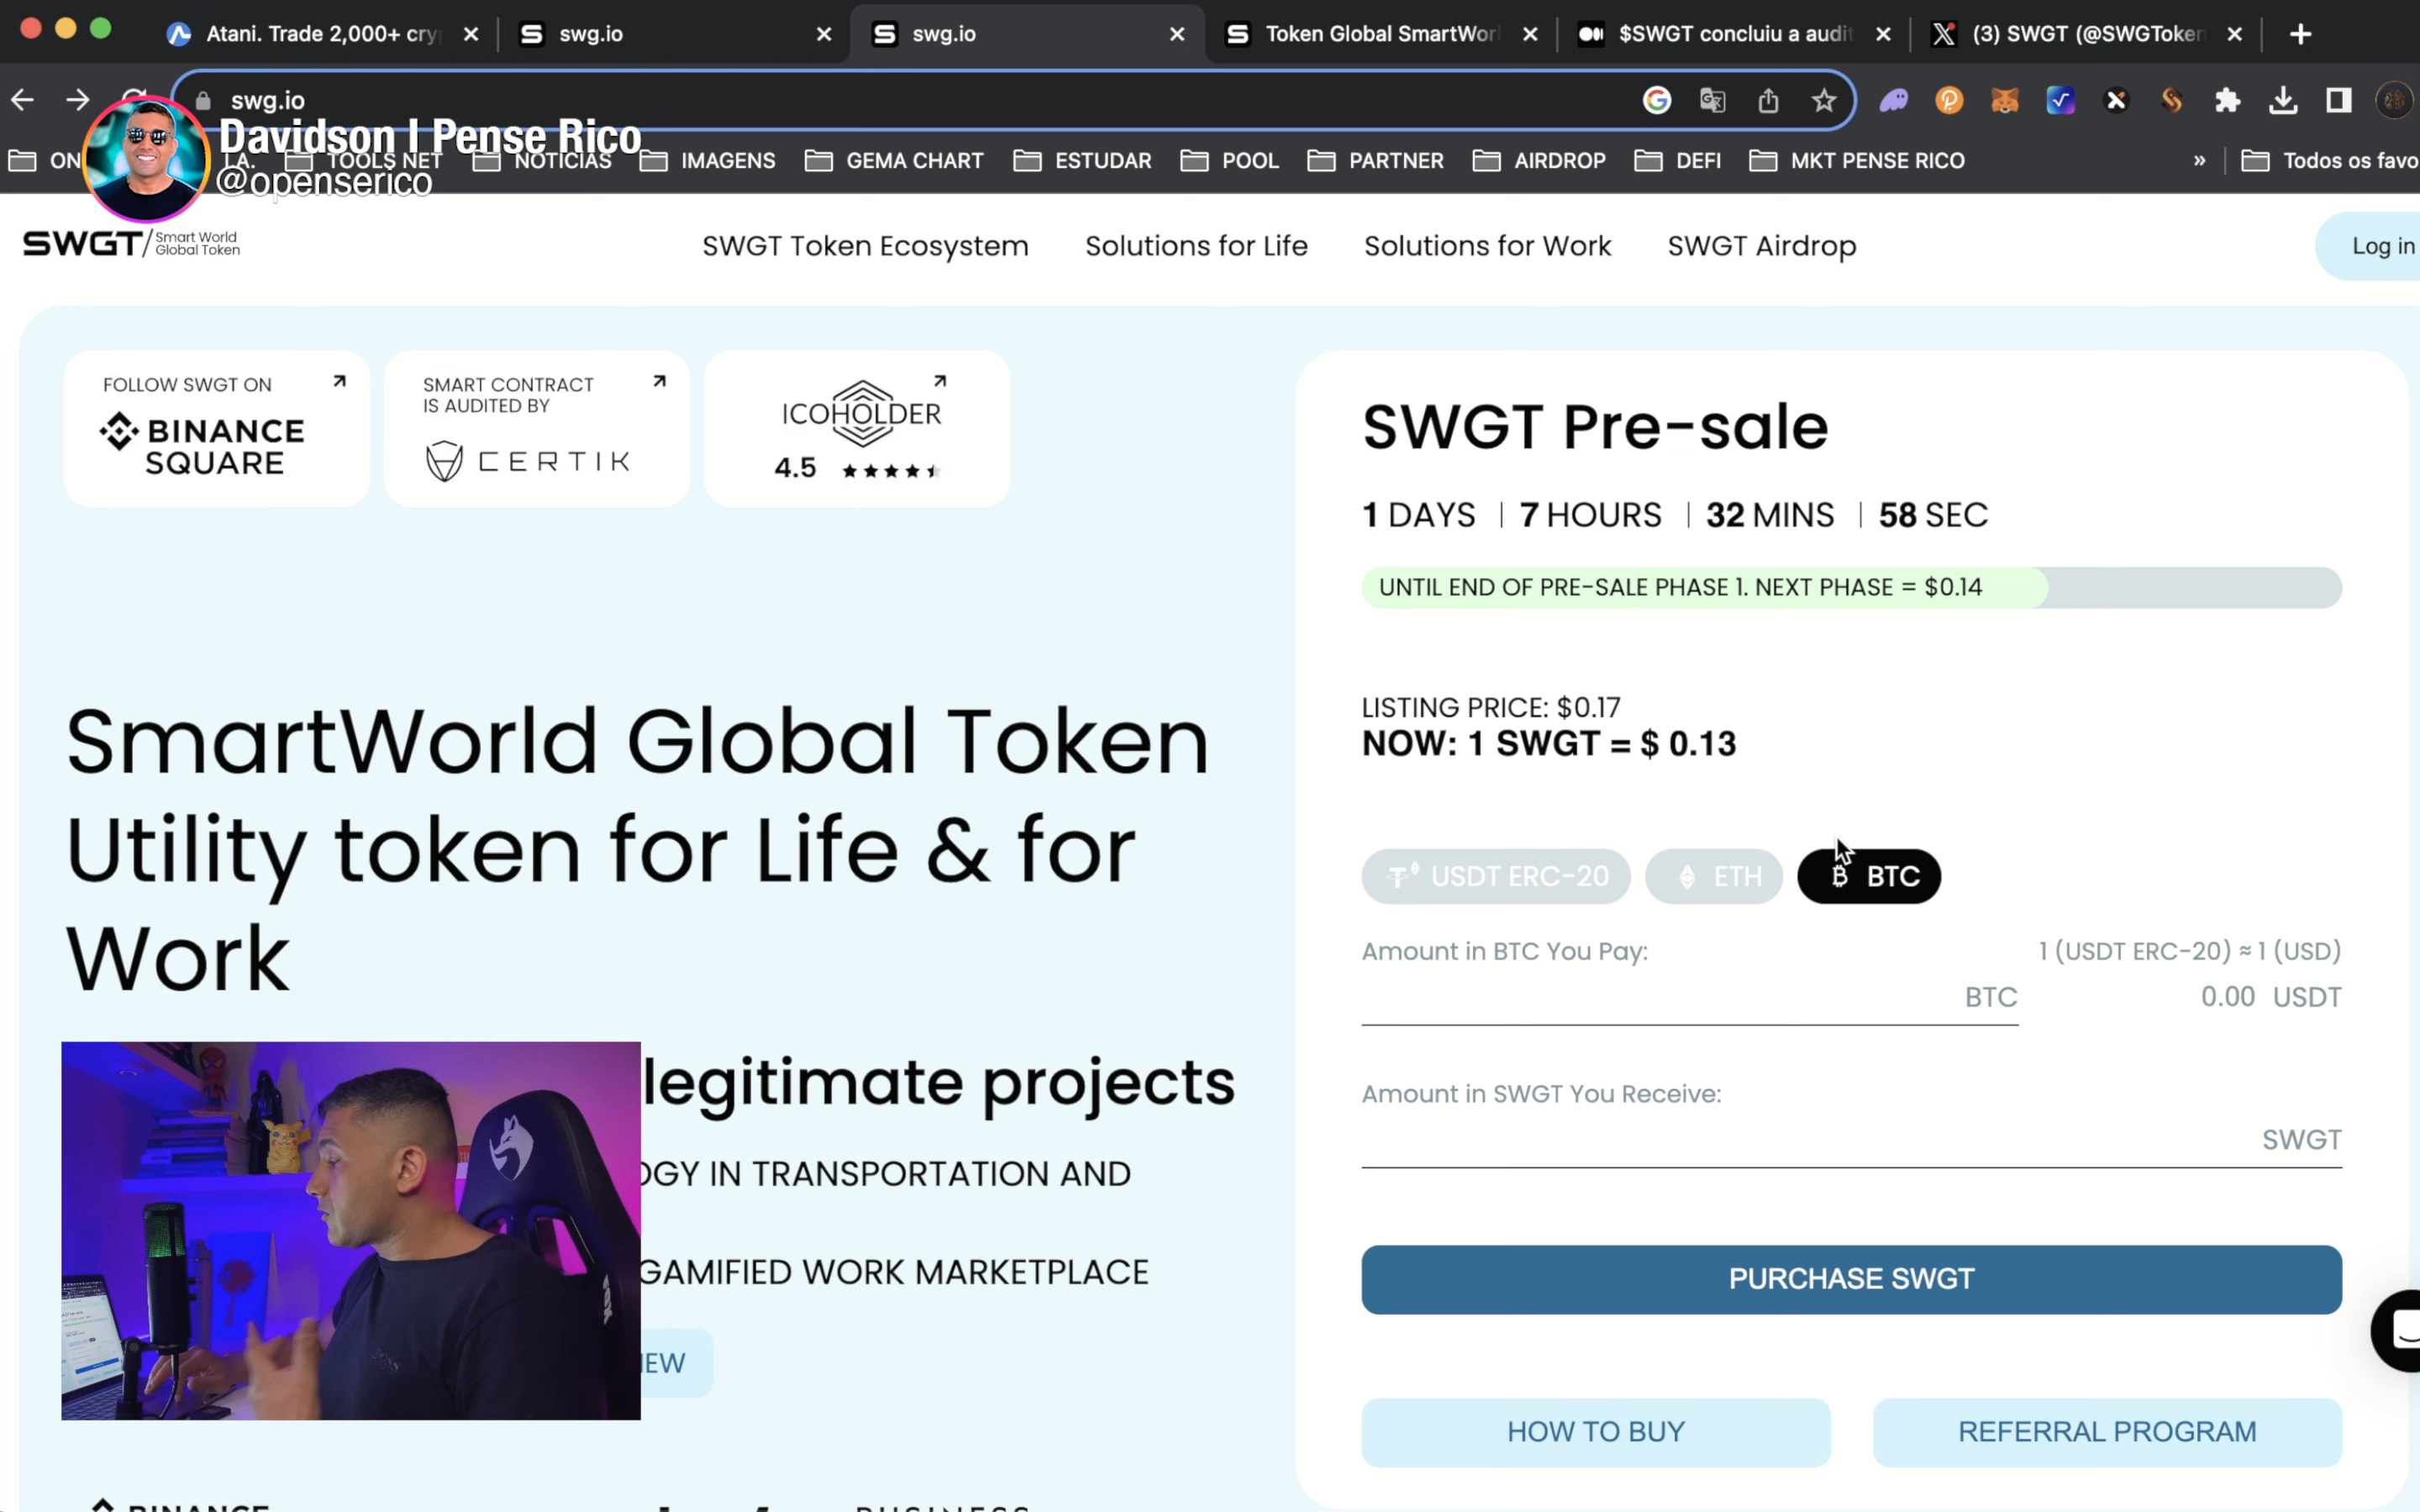 Atani. Trade 2,000+ cry
swg.io
swg.io
Token Global SmartWorl
$SWGT concluiu a audit
(3) SWGT (@SWGToken
swg.io
Davidson | Pense Rico
@openserico
ON
I.A.
TOOLS NET
NOTÍCIAS
IMAGENS
GEMA CHART
ESTUDAR
POOL
PARTNER
AIRDROP
DEFI
MKT PENSE RICO
»
Todos os favo
SWGT/Smart World
Global Token
SWGT Token Ecosystem
Solutions for Life
Solutions for Work
SWGT Airdrop
Log in
FOLLOW SWGT ON
BINANCE
SQUARE
SMART CONTRACT
IS AUDITED BY
CERTIK
ICOHOLDER
4.5
SmartWorld Global Token
Utility token for Life & for
Work
legitimate projects
OGY IN TRANSPORTATION AND
GAMIFIED WORK MARKETPLACE
IEW
SWGT Pre-sale
1 DAYS | 7 HOURS | 32 MINS | 58 SEC
UNTIL END OF PRE-SALE PHASE 1. NEXT PHASE = $0.14
LISTING PRICE: $0.17
NOW: 1 SWGT = $ 0.13
USDT ERC-20
ETH
BTC
Amount in BTC You Pay:
1 (USDT ERC-20) ≈ 1 (USD)
BTC
0.00 USDT
Amount in SWGT You Receive:
SWGT
PURCHASE SWGT
HOW TO BUY
REFERRAL PROGRAM